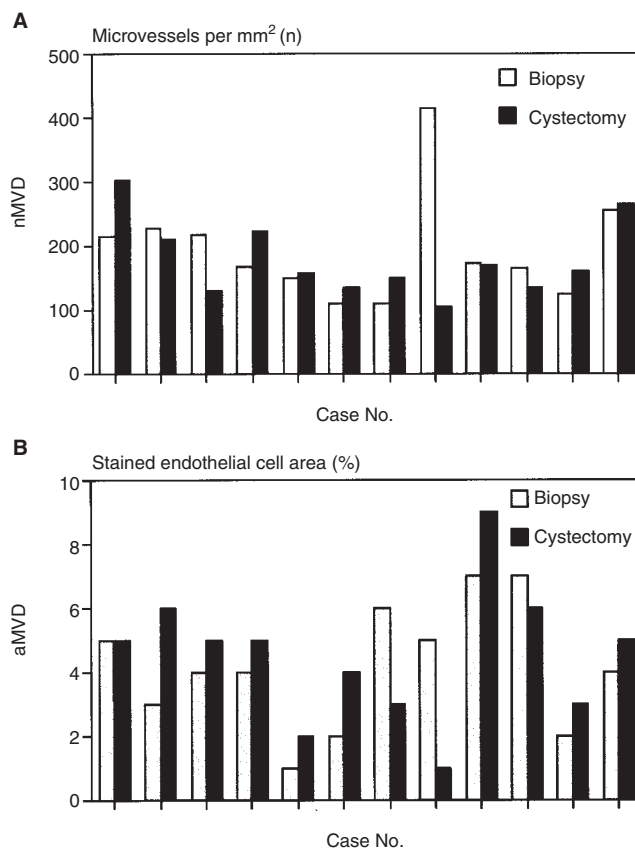 A
Microvessels per mm² (n)
500
Biopsy
400
Cystectomy
300
nMVD
200
100
0
Case No.
B
Stained endothelial cell area (%)
10
Biopsy
8
Cystectomy
6
aMVD
4
2
0
Case No.